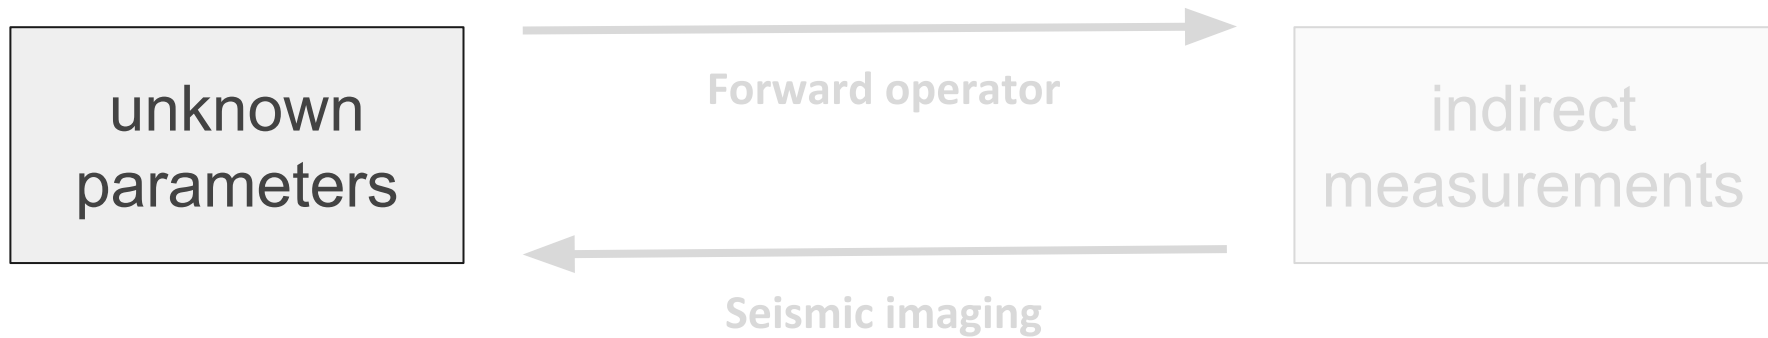 unknown
parameters
Forward operator
indirect
measurements
Seismic imaging